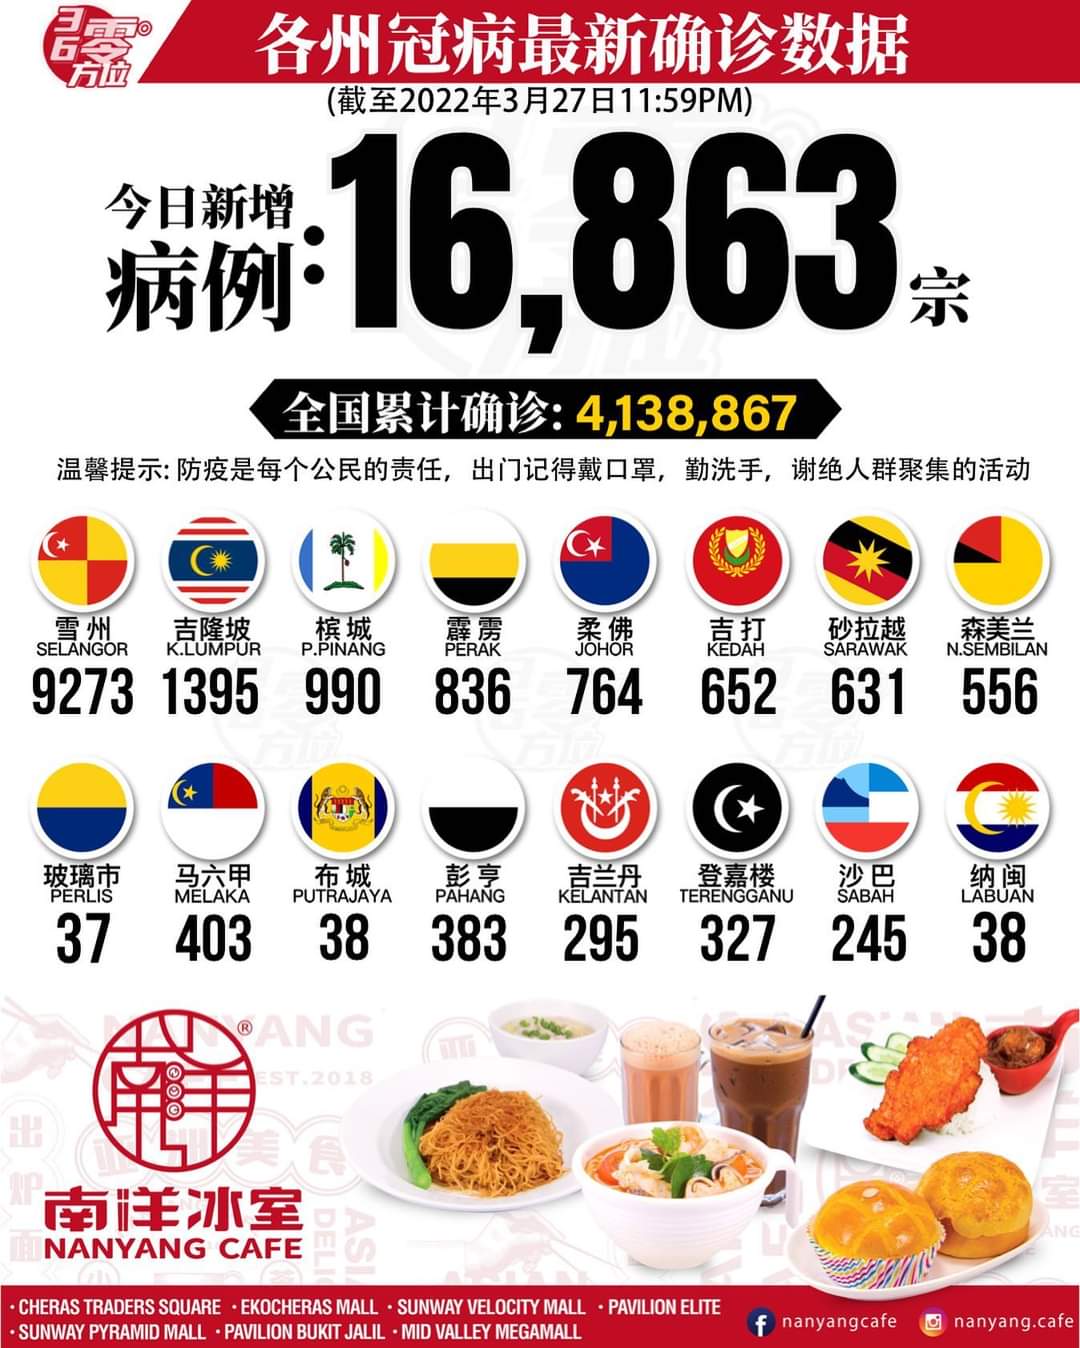 360 零方位
各州冠病最新确诊数据
(截至2022年3月27日11:59PM)
今日新增
病例: 16,863 宗
全国累计确诊: 4,138,867
温馨提示: 防疫是每个公民的责任，出门记得戴口罩，勤洗手，谢绝人群聚集的活动
雪州 吉隆坡 槟城 霹雳 柔佛 吉打 砂拉越 森美兰
SELANGOR K.LUMPUR P.PINANG PERAK JOHOR KEDAH SARAWAK N.SEMBILAN
9273 1395 990 836 764 652 631 556
玻璃市 马六甲 布城 彭亨 吉兰丹 登嘉楼 沙巴 纳闽
PERLIS MELAKA PUTRAJAYA PAHANG KELANTAN TERENGGANU SABAH LABUAN
37 403 38 383 295 327 245 38
NANYANG
EST.2018
南洋冰室
NANYANG CAFE
· CHERAS TRADERS SQUARE · EKOCHERAS MALL · SUNWAY VELOCITY MALL · PAVILION ELITE
· SUNWAY PYRAMID MALL · PAVILION BUKIT JALIL · MID VALLEY MEGAMALL
nanyangcafe nanyang.cafe